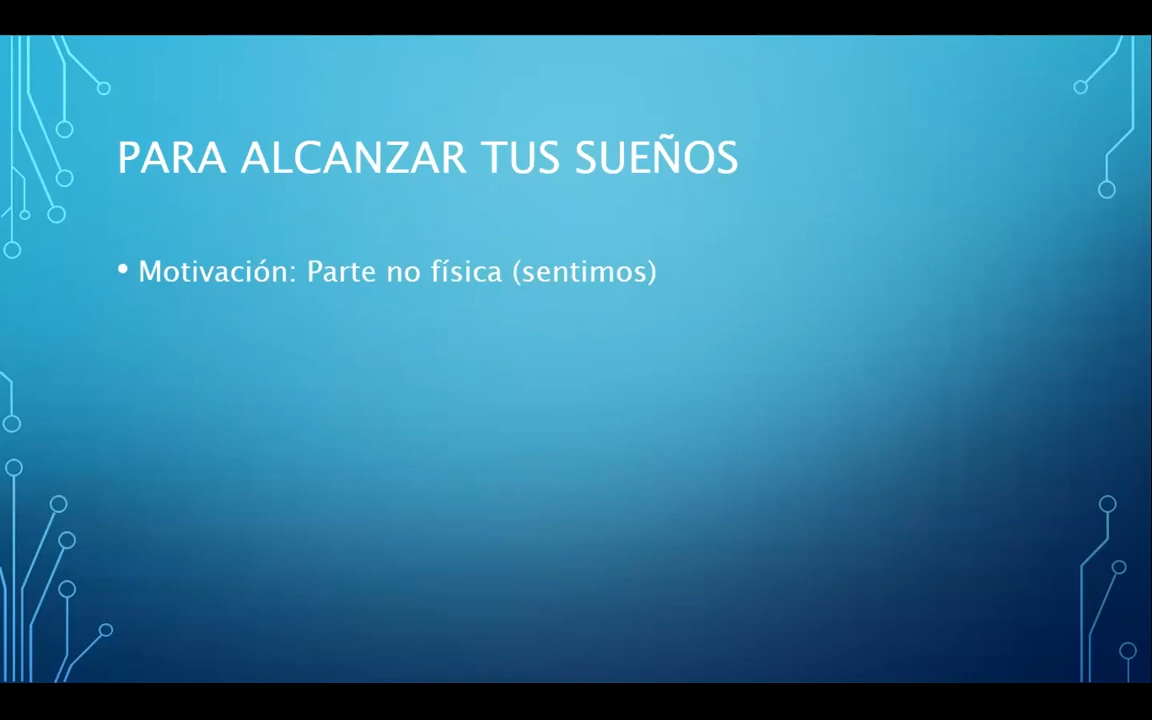 PARA ALCANZAR TUS SUEÑOS
• Motivación: Parte no física (sentimos)